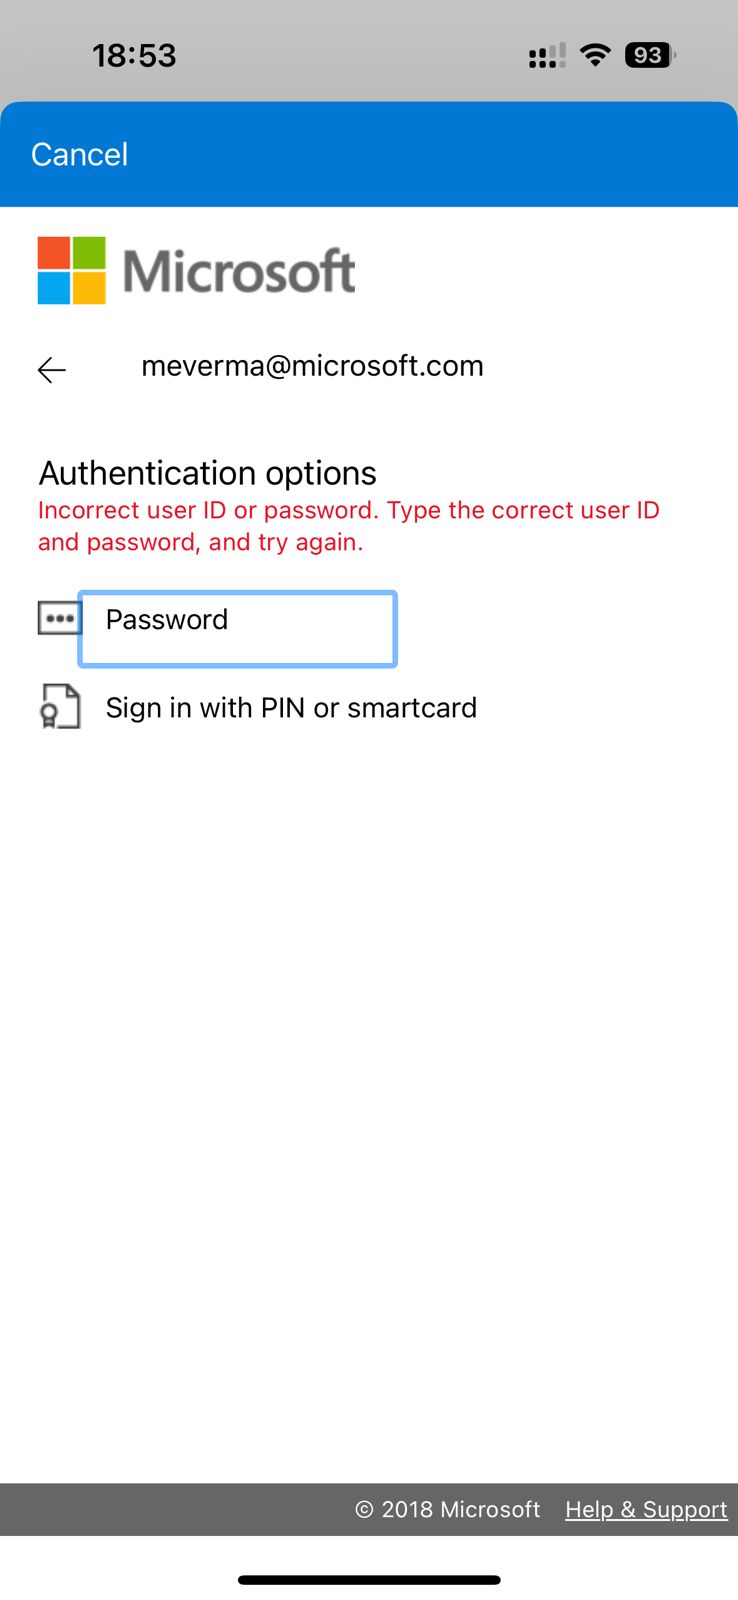 18:53
93
Cancel
Microsoft
meverma@microsoft.com
Authentication options
Incorrect user ID or password. Type the correct user ID
and password, and try again.
Password
Sign in with PIN or smartcard
© 2018 Microsoft Help & Support